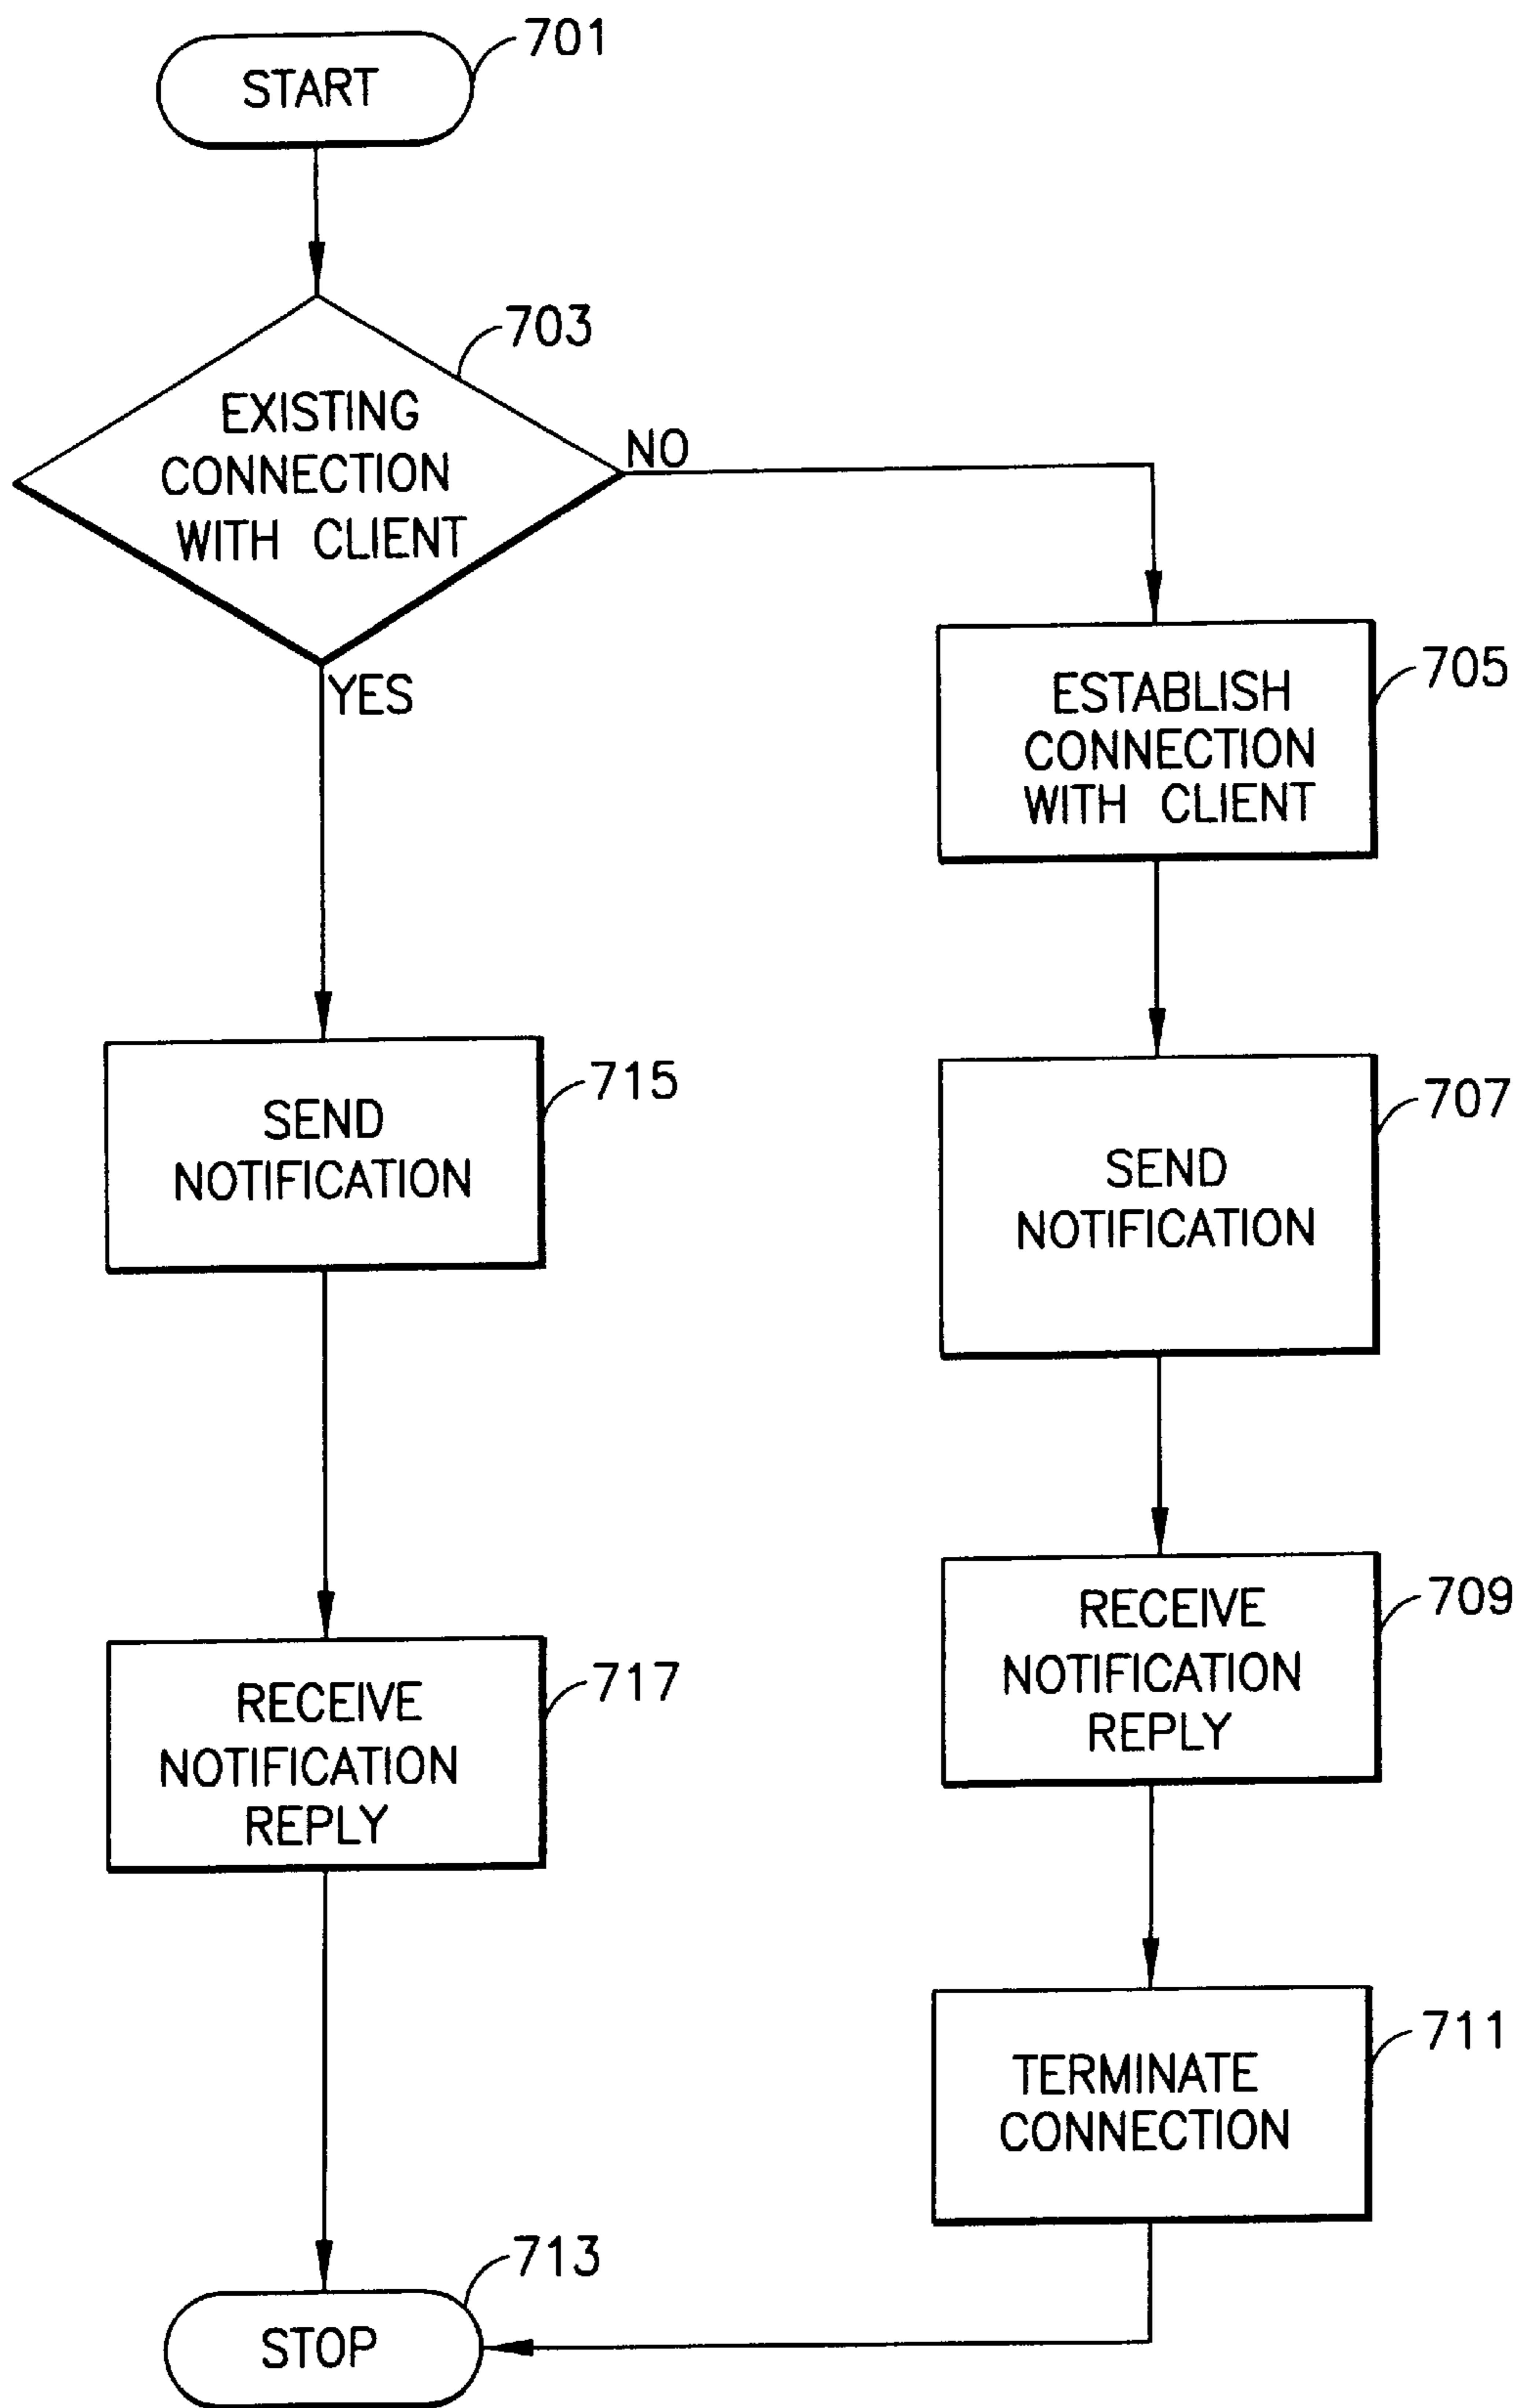 START
701
703
EXISTING
CONNECTION
WITH CLIENT
NO
YES
ESTABLISH
CONNECTION
WITH CLIENT
705
SEND
NOTIFICATION
715
SEND
NOTIFICATION
707
RECEIVE
NOTIFICATION
REPLY
709
RECEIVE
NOTIFICATION
REPLY
717
TERMINATE
CONNECTION
711
STOP
713